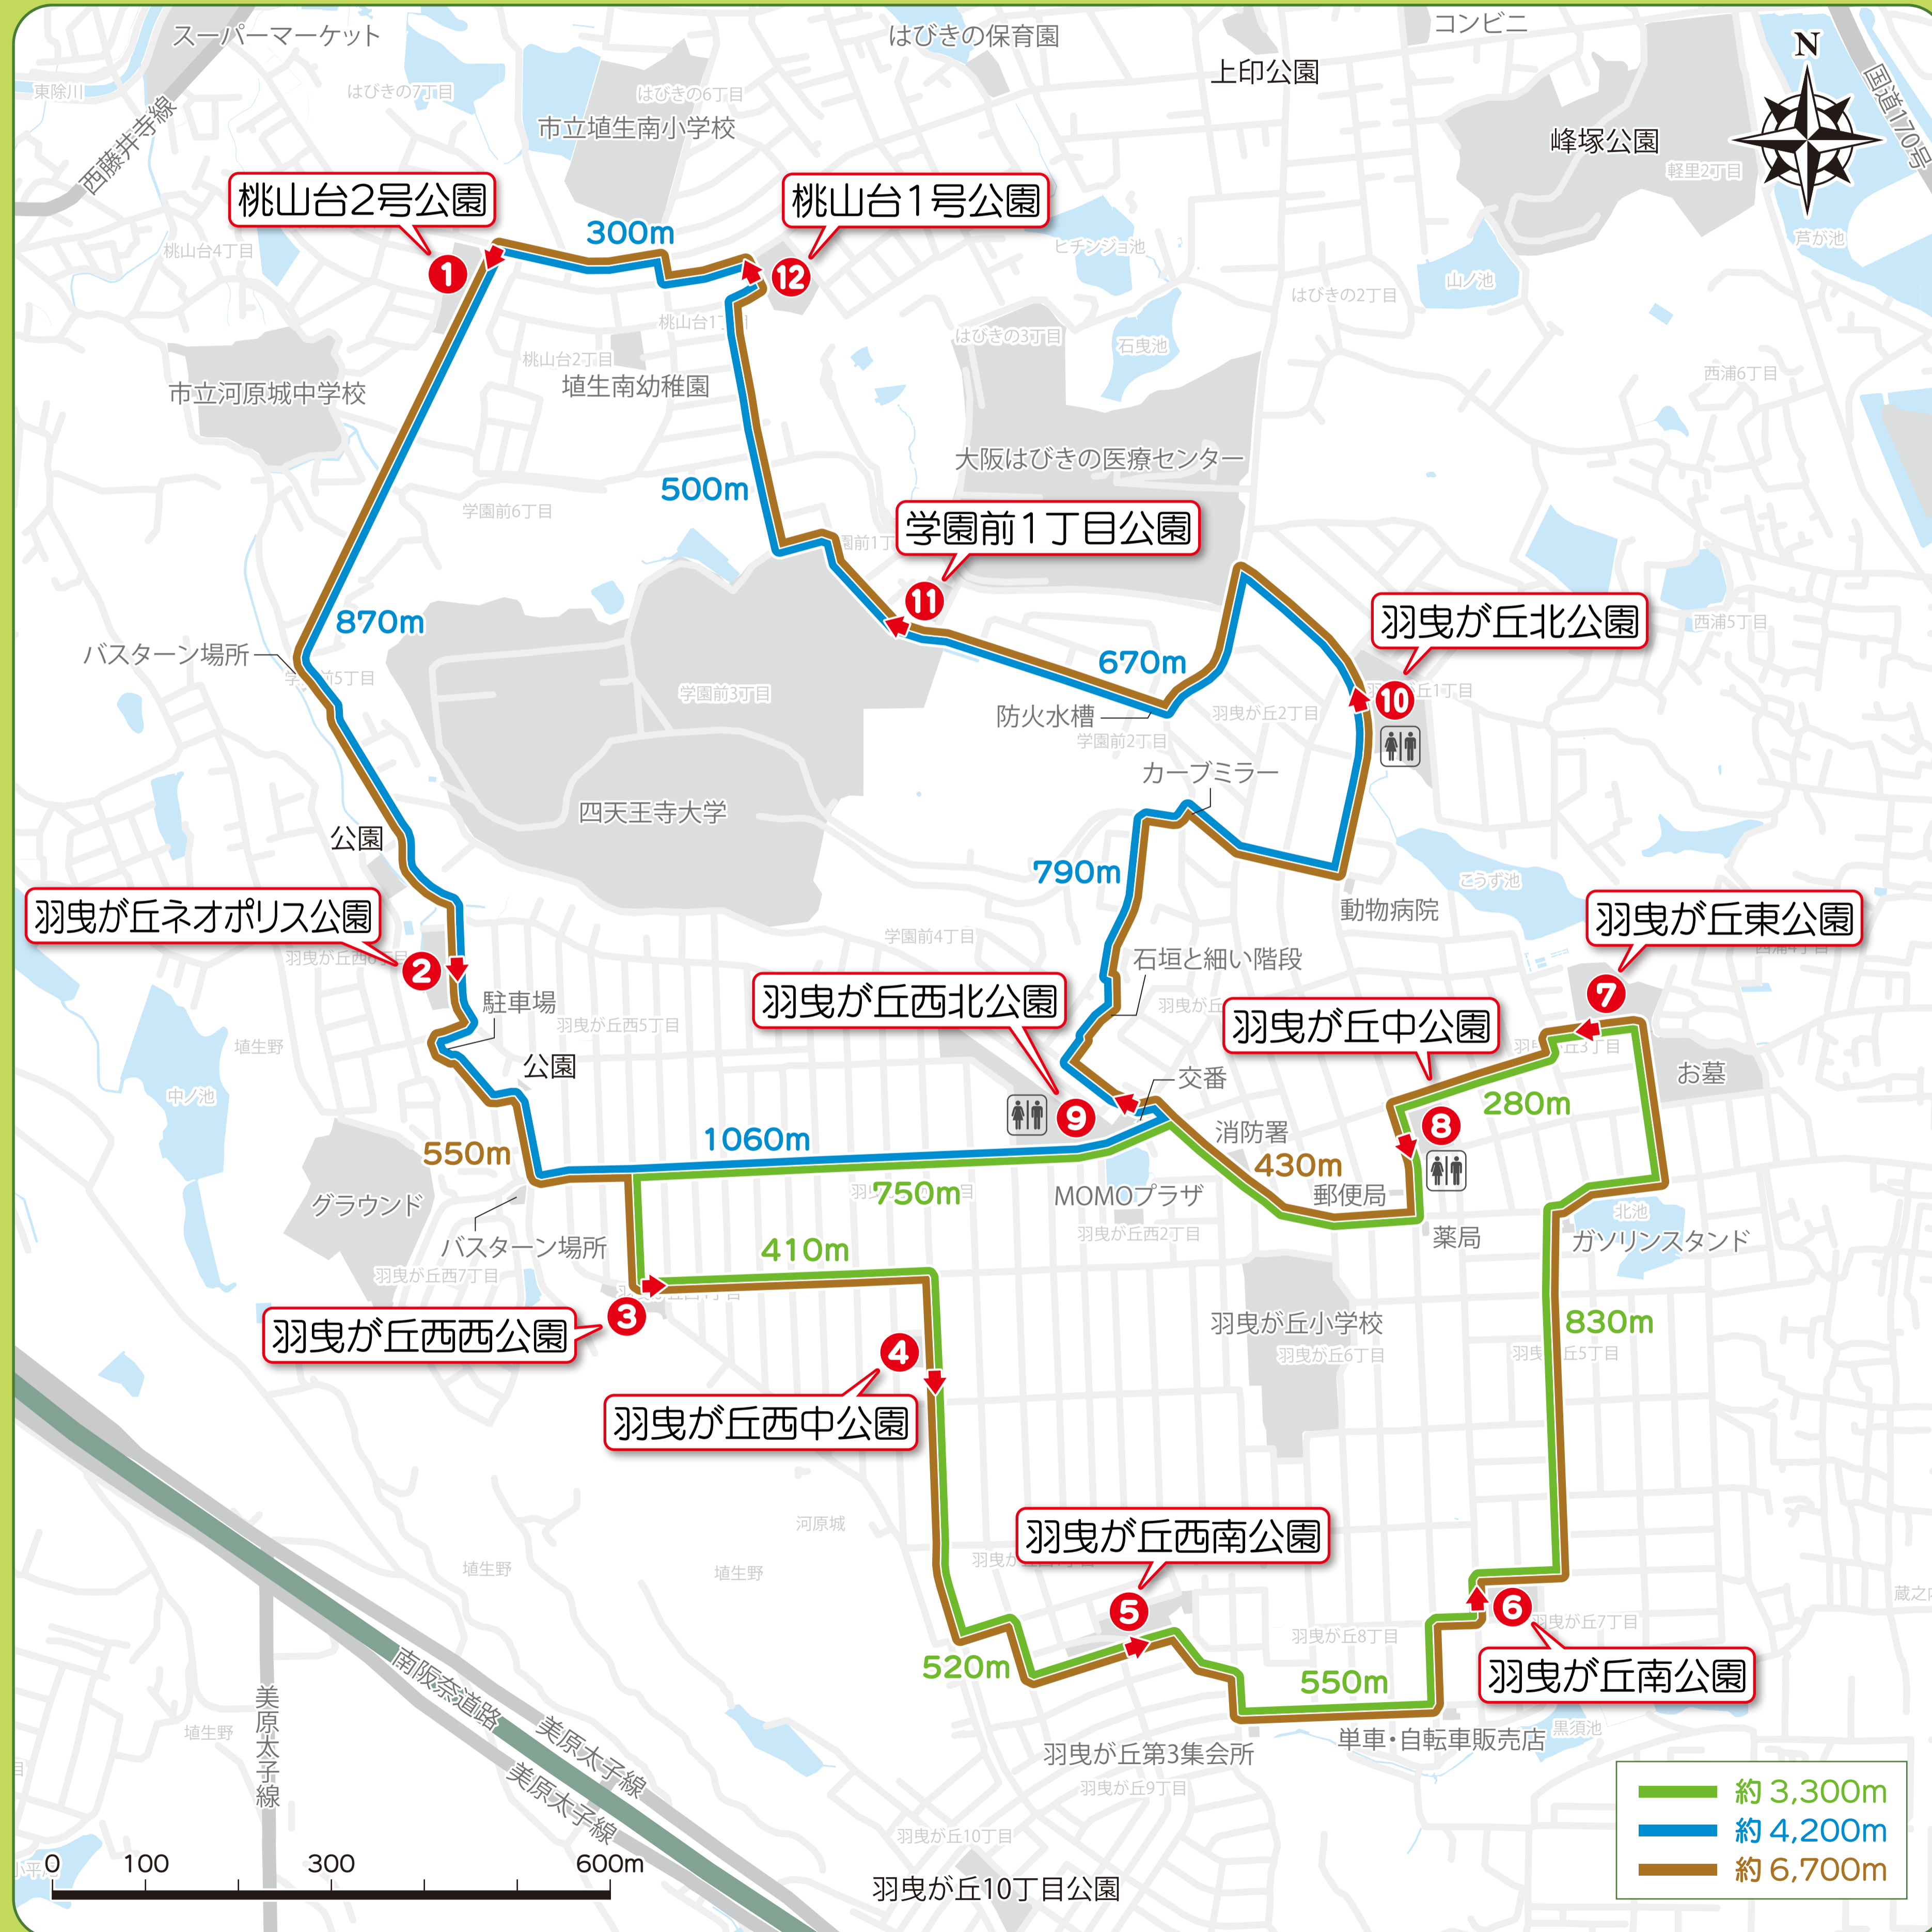 スーパーマーケット
はびきの保育園
コンビニ
上印公園
N
国道170号
東除川
はびきの7丁目
はびきの6丁目
市立埴生南小学校
峰塚公園
軽里2丁目
西藤井寺線
桃山台2号公園
桃山台1号公園
300m
1
12
桃山台4丁目
ヒチンジョ池
芦が池
山ノ池
はびきの2丁目
はびきの3丁目
石曳池
桃山台2丁目
埴生南幼稚園
市立河原城中学校
西浦6丁目
大阪はびきの医療センター
500m
学園前6丁目
学園前1丁目公園
11
870m
バスターン場所
羽曳が丘北公園
西浦5丁目
670m
10
学園前3丁目
防火水槽
羽曳が丘2丁目
学園前2丁目
カーブミラー
四天王寺大学
公園
790m
こうず池
動物病院
羽曳が丘ネオポリス公園
2
学園前4丁目
羽曳が丘東公園
7
石垣と細い階段
羽曳が丘西北公園
駐車場
羽曳が丘西5丁目
羽曳が丘中公園
埴生野
公園
お墓
中ノ池
交番
280m
9
8
消防署
1060m
550m
430m
750m
グラウンド
MOMOプラザ
郵便局
北池
薬局
ガソリンスタンド
羽曳が丘西2丁目
バスターン場所
410m
羽曳が丘西7丁目
3
羽曳が丘西西公園
4
羽曳が丘西中公園
羽曳が丘小学校
羽曳が丘6丁目
830m
河原城
羽曳が丘西南公園
埴生野
埴生野
5
6
蔵之内
羽曳が丘7丁目
羽曳が丘8丁目
520m
550m
羽曳が丘南公園
南阪奈道路
美原太子線
美原太子線
美原太子線
埴生野
羽曳が丘第3集会所
単車・自転車販売店
黒須池
羽曳が丘9丁目
羽曳が丘10丁目
羽曳が丘10丁目公園
約 3,300m
約 4,200m
約 6,700m
0 100 300 600m